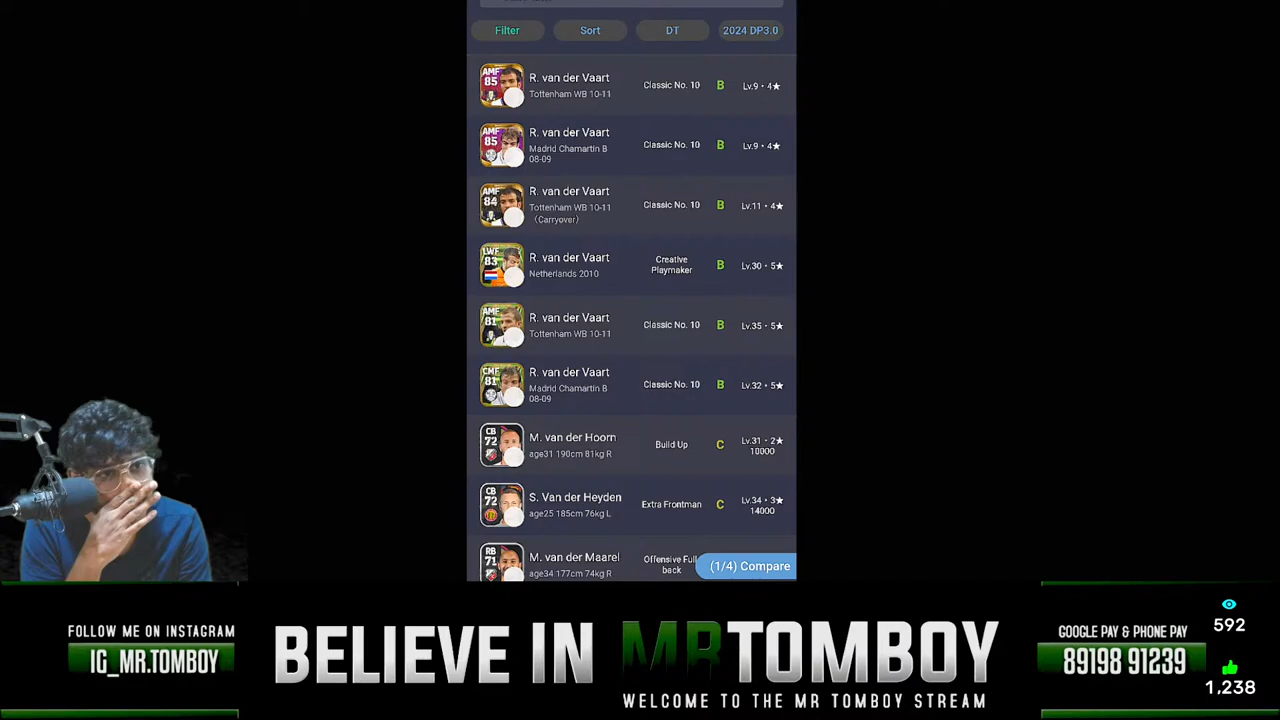 Filter Sort DT 2024 DP3.0
AMF
85
R. van der Vaart
Tottenham WB 10-11
Classic No. 10 B Lv.9・4★
AMF
85
R. van der Vaart
Madrid Chamartín B
08-09
Classic No. 10 B Lv.9・4★
AMF
84
R. van der Vaart
Tottenham WB 10-11
(Carryover)
Classic No. 10 B Lv.11・4★
LWF
83
R. van der Vaart
Netherlands 2010
Creative
Playmaker
B Lv.30・5★
AMF
81
R. van der Vaart
Tottenham WB 10-11
Classic No. 10 B Lv.35・5★
CMF
81
R. van der Vaart
Madrid Chamartín B
08-09
Classic No. 10 B Lv.32・5★
CB
72
M. van der Hoorn
age31 190cm 81kg R
Build Up C Lv.31・2★
10000
CB
72
S. Van der Heyden
age25 185cm 76kg L
Extra Frontman C Lv.34・3★
14000
RB
71
M. van der Maarel
age34 177cm 74kg R
Offensive Full
back
(1/4) Compare
FOLLOW ME ON INSTAGRAM
IG_MR.TOMBOY
BELIEVE IN MRTOMBOY
WELCOME TO THE MR TOMBOY STREAM
GOOGLE PAY & PHONE PAY
89198 91239
592
1,238